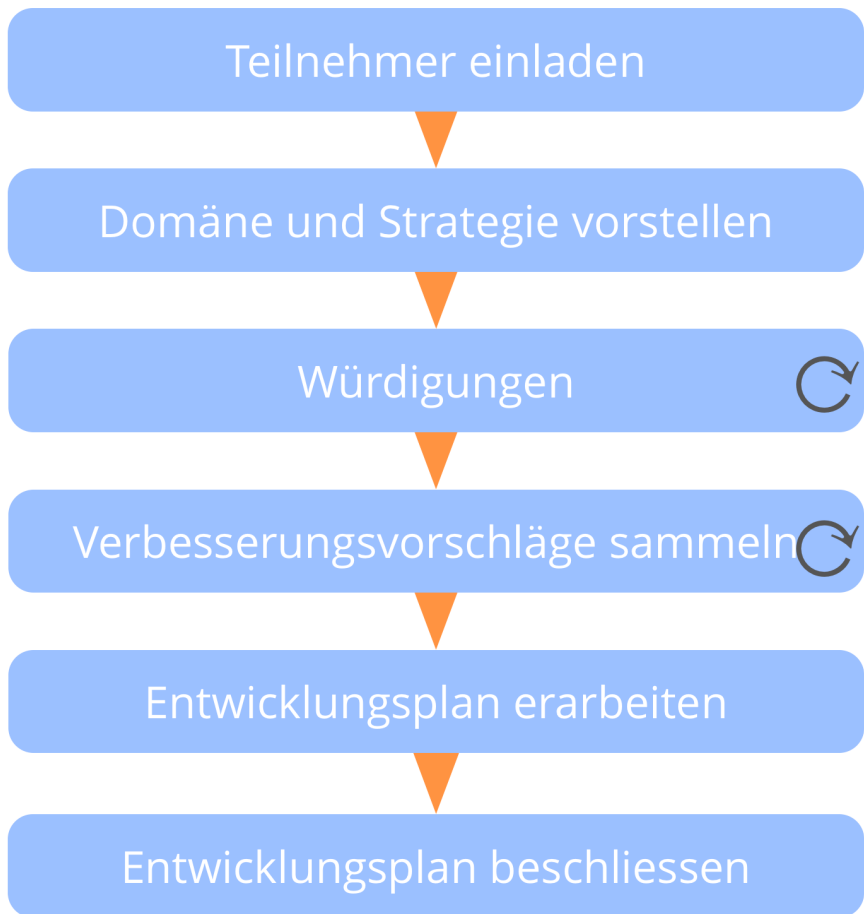 Teilnehmer einladen
Domäne und Strategie vorstellen
Würdigungen
Verbesserungsvorschläge sammeln
Entwicklungsplan erarbeiten
Entwicklungsplan beschliessen